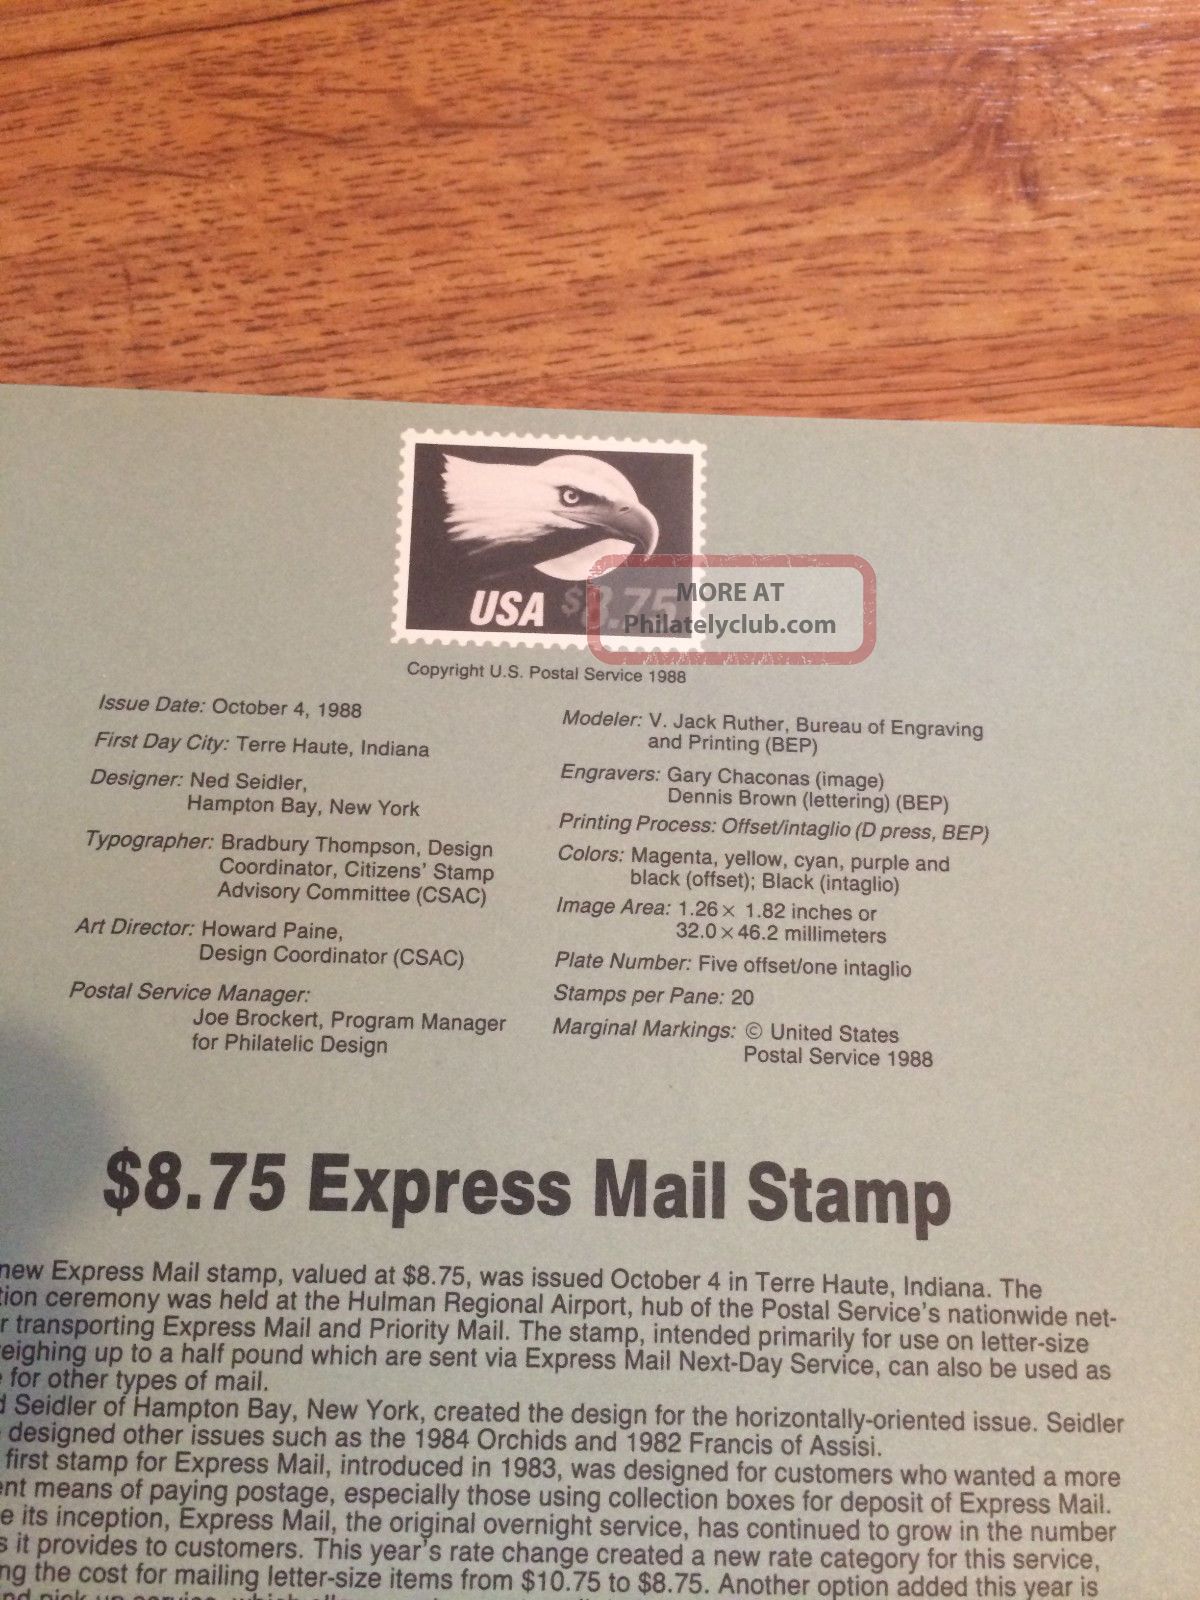 USA $8.75
MORE AT
Philatelyclub.com
Copyright U.S. Postal Service 1988
Issue Date: October 4, 1988
First Day City: Terre Haute, Indiana
Designer: Ned Seidler,
Hampton Bay, New York
Typographer: Bradbury Thompson, Design
Coordinator, Citizens' Stamp
Advisory Committee (CSAC)
Art Director: Howard Paine,
Design Coordinator (CSAC)
Postal Service Manager:
Joe Brockert, Program Manager
for Philatelic Design
Modeler: V. Jack Ruther, Bureau of Engraving
and Printing (BEP)
Engravers: Gary Chaconas (image)
Dennis Brown (lettering) (BEP)
Printing Process: Offset/intaglio (D press, BEP)
Colors: Magenta, yellow, cyan, purple and
black (offset); Black (intaglio)
Image Area: 1.26 × 1.82 inches or
32.0 × 46.2 millimeters
Plate Number: Five offset/one intaglio
Stamps per Pane: 20
Marginal Markings: © United States
Postal Service 1988
$8.75 Express Mail Stamp
new Express Mail stamp, valued at $8.75, was issued October 4 in Terre Haute, Indiana. The
tion ceremony was held at the Hulman Regional Airport, hub of the Postal Service's nationwide net-
r transporting Express Mail and Priority Mail. The stamp, intended primarily for use on letter-size
eighing up to a half pound which are sent via Express Mail Next-Day Service, can also be used as
for other types of mail.
d Seidler of Hampton Bay, New York, created the design for the horizontally-oriented issue. Seidler
designed other issues such as the 1984 Orchids and 1982 Francis of Assisi.
first stamp for Express Mail, introduced in 1983, was designed for customers who wanted a more
ent means of paying postage, especially those using collection boxes for deposit of Express Mail.
e its inception, Express Mail, the original overnight service, has continued to grow in the number
s it provides to customers. This year's rate change created a new rate category for this service,
ng the cost for mailing letter-size items from $10.75 to $8.75. Another option added this year is